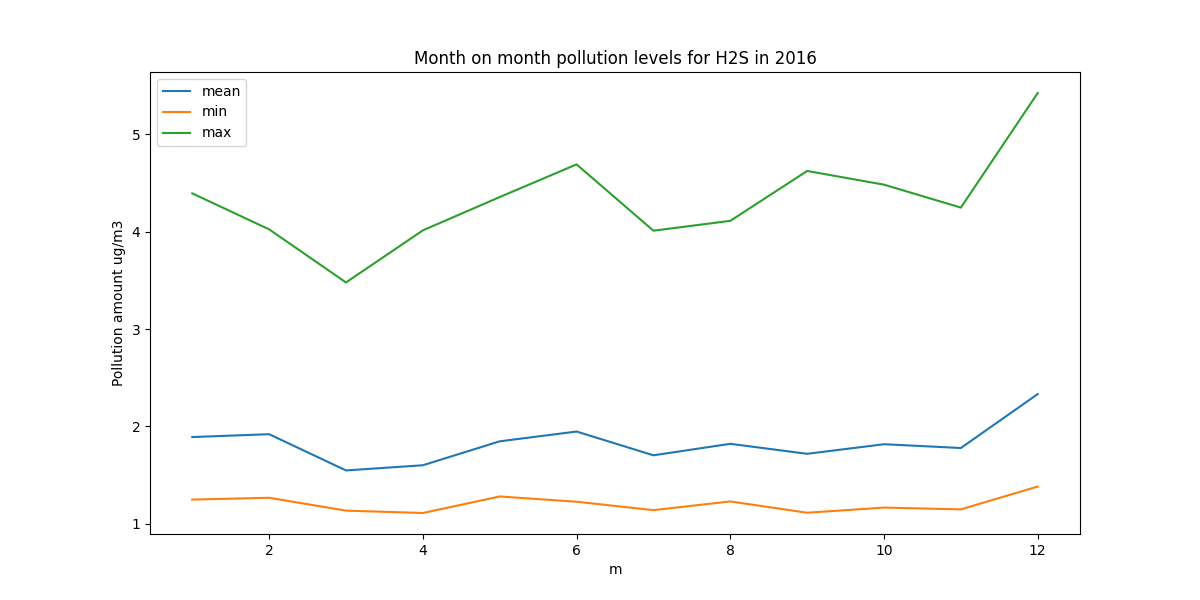 Month on month pollution levels for H2S in 2016
mean
min
max
5
4
3
2
1
Pollution amount ug/m3
2 4 6 8 10 12
m